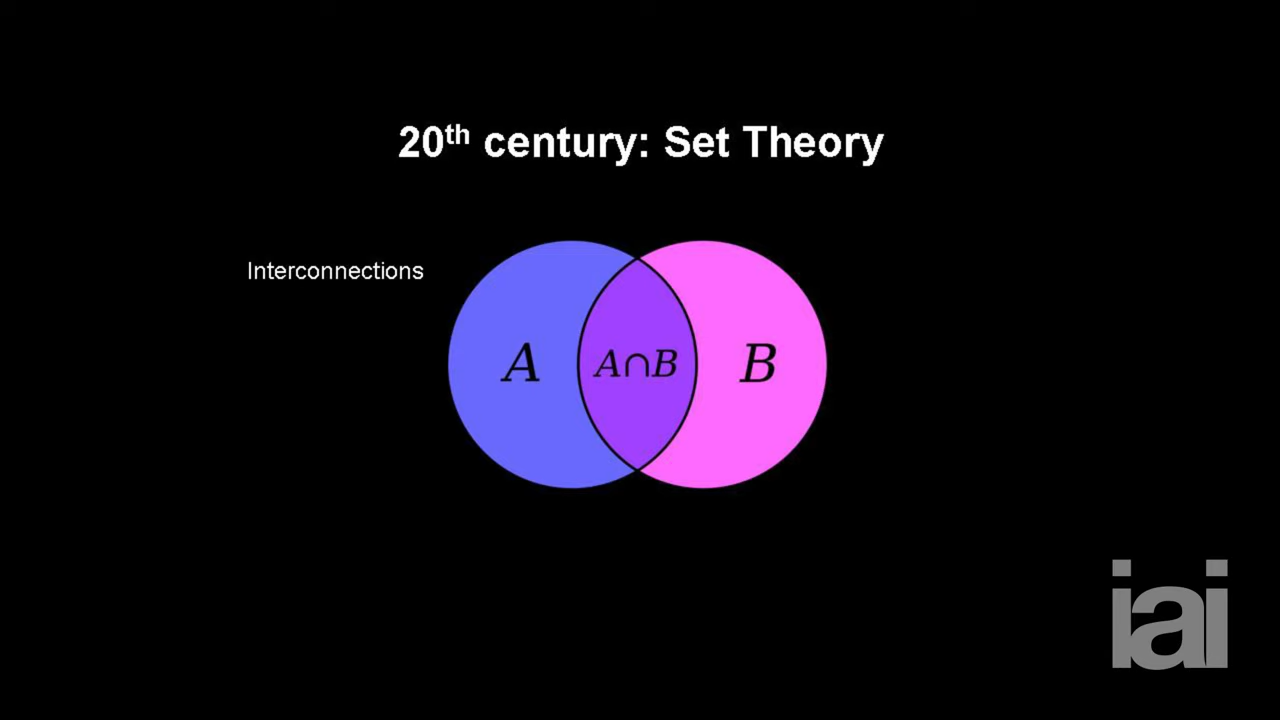 20th century: Set Theory
Interconnections
A
A∩B
B
iai